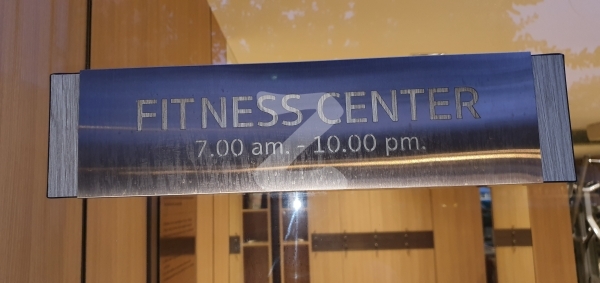 FITNESS CENTER
7.00 am. - 10.00 pm.